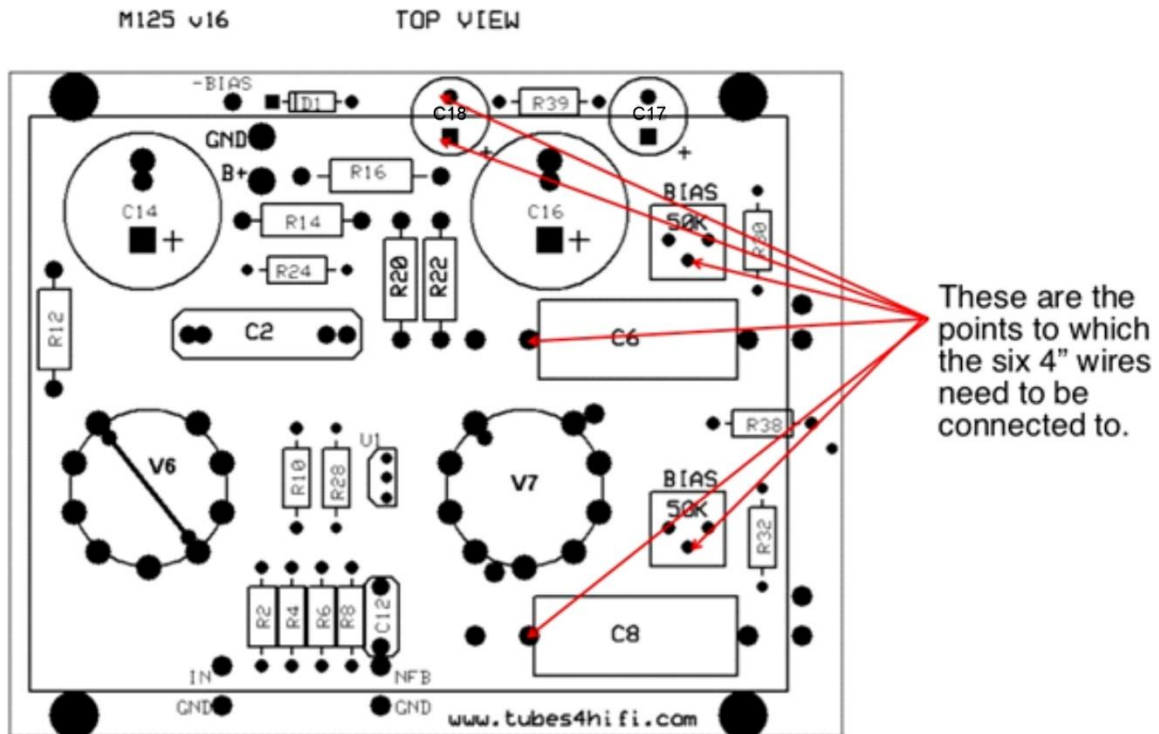 M125 v16 TOP VIEW
-BIAS
D1
C18
R39
C17
GND
+
+
B+
R16
BIAS
C14
R14
C16
50K
R30
+
+
R24
R20
R22
R12
C2
C6
These are the
points to which
the six 4” wires
need to be
connected to.
R38
U1
V6
R10
R28
V7
BIAS
50K
R32
R2
R4
R6
R8
C12
C8
IN
NFB
GND
GND
www.tubes4hifi.com